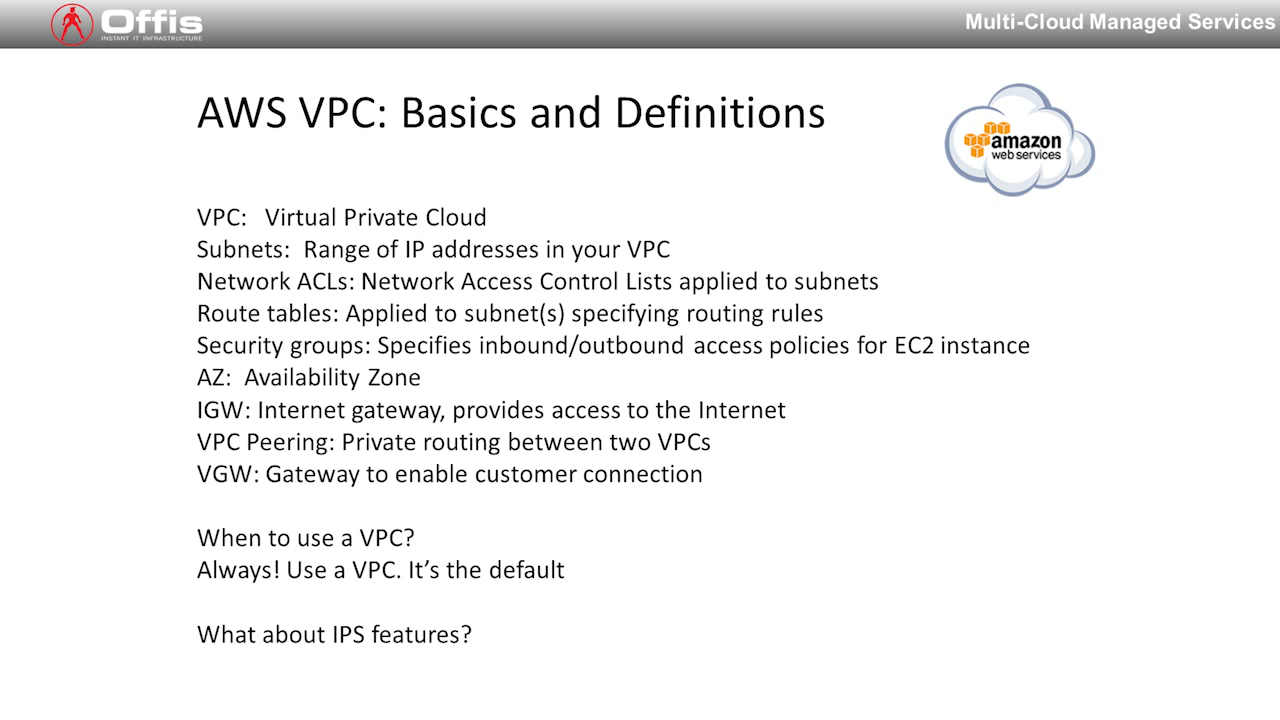 Offis
INSTANT IT INFRASTRUCTURE
Multi-Cloud Managed Services
AWS VPC: Basics and Definitions
amazon
web services
VPC: Virtual Private Cloud
Subnets: Range of IP addresses in your VPC
Network ACLs: Network Access Control Lists applied to subnets
Route tables: Applied to subnet(s) specifying routing rules
Security groups: Specifies inbound/outbound access policies for EC2 instance
AZ: Availability Zone
IGW: Internet gateway, provides access to the Internet
VPC Peering: Private routing between two VPCs
VGW: Gateway to enable customer connection
When to use a VPC?
Always! Use a VPC. It’s the default
What about IPS features?